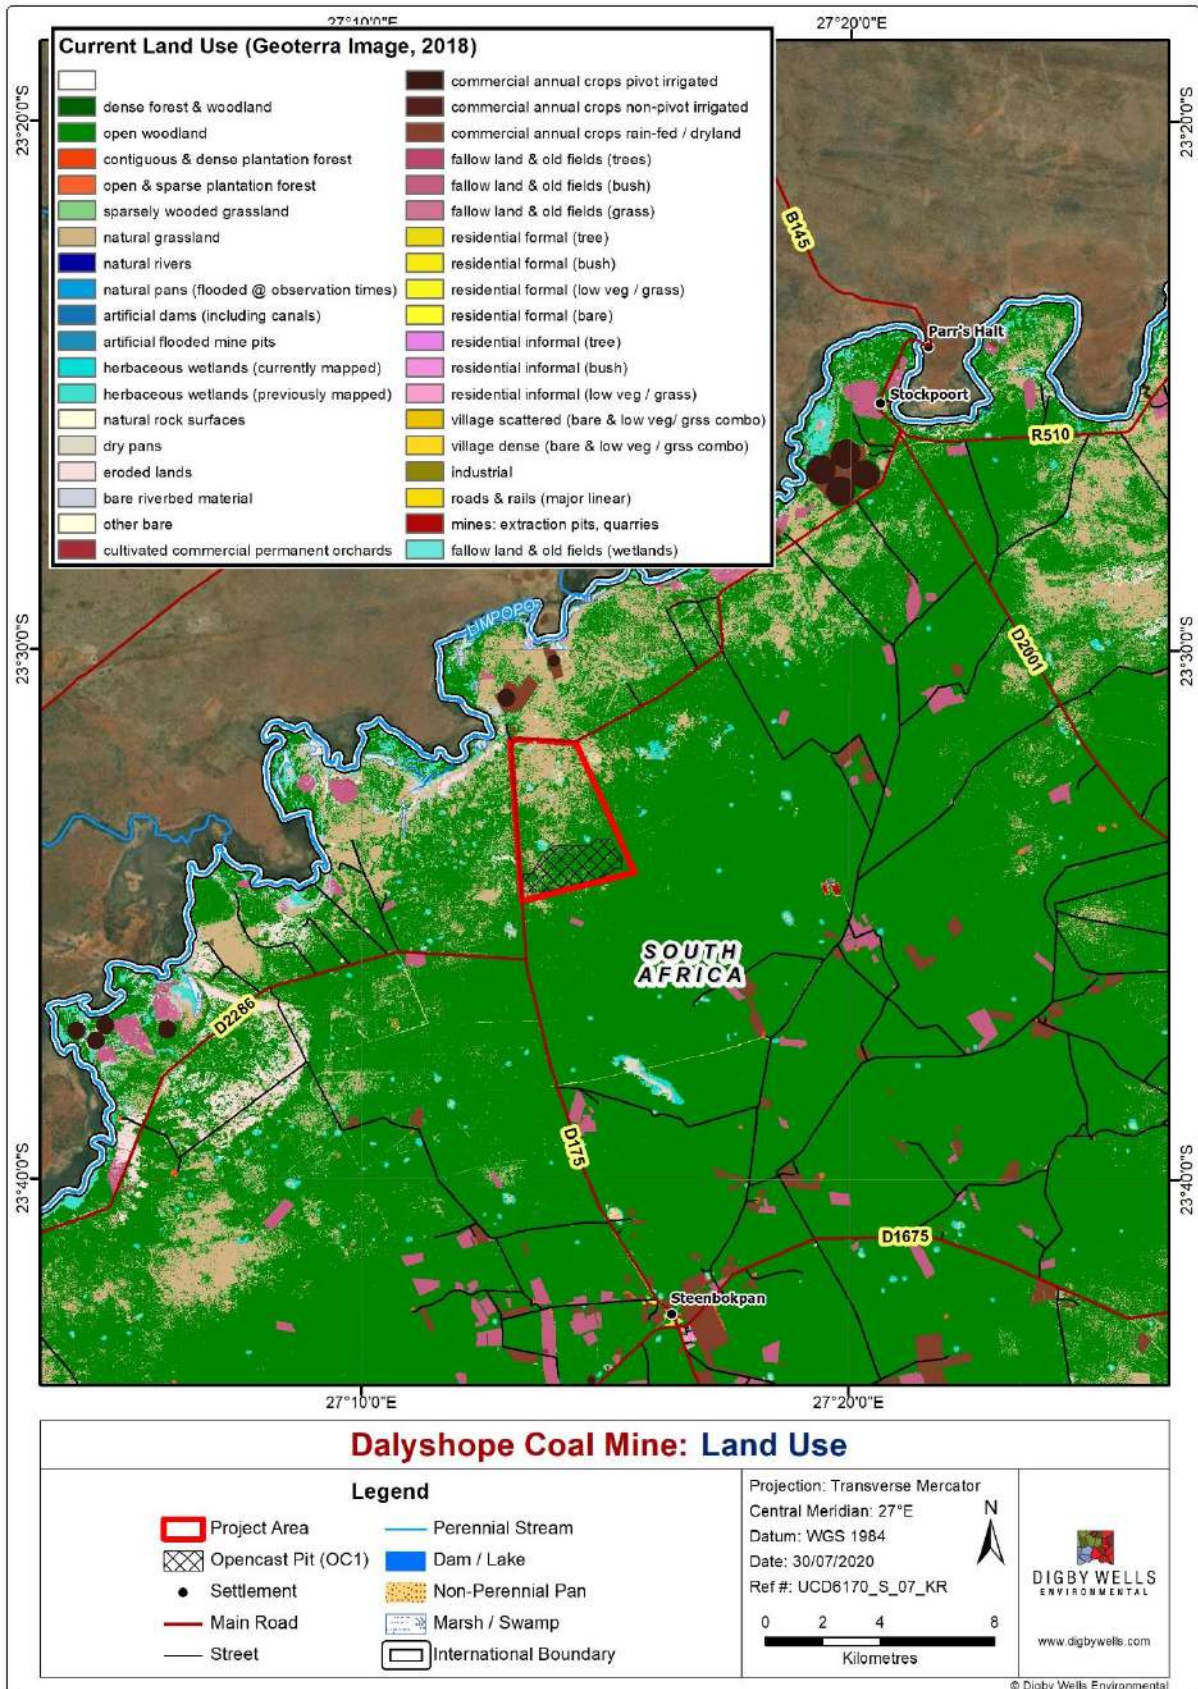 27°10'0"E
27°20'0"E
Current Land Use (Geoterra Image, 2018)
dense forest & woodland
open woodland
contiguous & dense plantation forest
open & sparse plantation forest
sparsely wooded grassland
natural grassland
natural rivers
natural pans (flooded @ observation times)
artificial dams (including canals)
artificial flooded mine pits
herbaceous wetlands (currently mapped)
herbaceous wetlands (previously mapped)
natural rock surfaces
dry pans
eroded lands
bare riverbed material
other bare
cultivated commercial permanent orchards
commercial annual crops pivot irrigated
commercial annual crops non-pivot irrigated
commercial annual crops rain-fed / dryland
fallow land & old fields (trees)
fallow land & old fields (bush)
fallow land & old fields (grass)
residential formal (tree)
residential formal (bush)
residential formal (low veg / grass)
residential formal (bare)
residential informal (tree)
residential informal (bush)
residential informal (low veg / grass)
village scattered (bare & low veg/ grss combo)
village dense (bare & low veg / grss combo)
industrial
roads & rails (major linear)
mines: extraction pits, quarries
fallow land & old fields (wetlands)
23°20'0"S
23°20'0"S
B145
Parr's Halt
Stockpoort
R510
LIMPOPO
23°30'0"S
23°30'0"S
D2001
SOUTH
AFRICA
D2286
D175
23°40'0"S
23°40'0"S
D1675
Steenbokpan
27°10'0"E
27°20'0"E
Dalyshope Coal Mine: Land Use
Legend
Project Area
Opencast Pit (OC1)
Settlement
Main Road
Street
Perennial Stream
Dam / Lake
Non-Perennial Pan
Marsh / Swamp
International Boundary
Projection: Transverse Mercator
Central Meridian: 27°E
Datum: WGS 1984
Date: 30/07/2020
Ref #: UCD6170_S_07_KR
N
0 2 4 8
Kilometres
DIGBY WELLS
ENVIRONMENTAL
www.digbywells.com
© Digby Wells Environmental